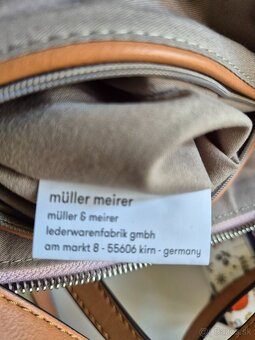 müller meirer
müller & meirer
lederwarenfabrik gmbh
am markt 8 - 55606 kirn - germany